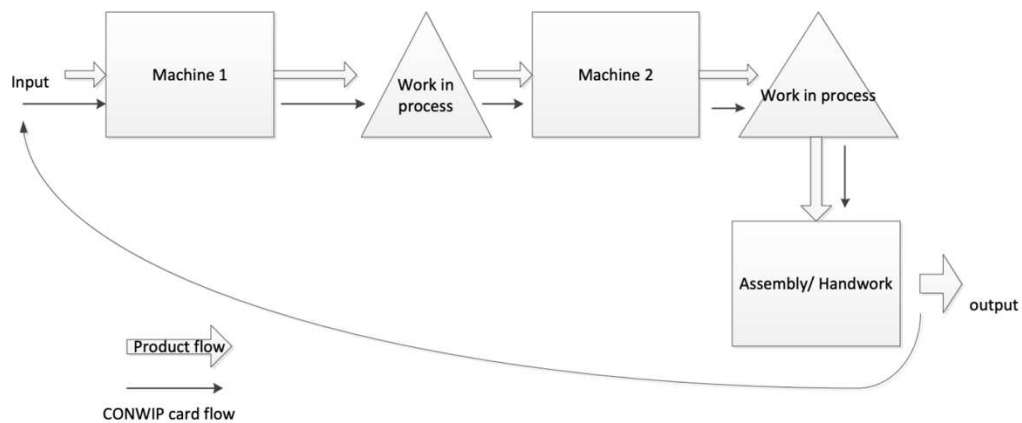 Input
Machine 1
Work in
process
Machine 2
Work in process
Assembly/ Handwork
output
Product flow
CONWIP card flow